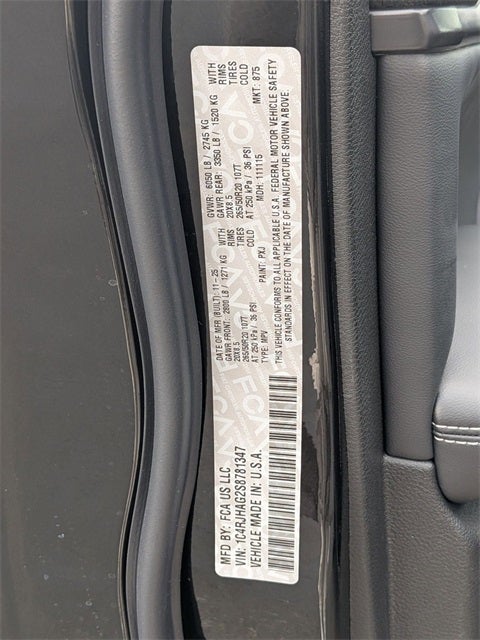 MFD BY: FCA US LLC
DATE OF MFR (BUILT): 11-25
GVWR: 6050 LB / 2745 KG
GAWR FRONT: 2800 LB / 1271 KG WITH
GAWR REAR: 3350 LB / 1520 KG WITH
20X8.5 RIMS
20X8.5 RIMS
265/50R20 107T TIRES
265/50R20 107T TIRES
AT 250 kPa / 36 PSI COLD
AT 250 kPa / 36 PSI COLD
VIN: 1C4RJHAG2S8781347
TYPE: MPV PAINT: PXJ MDH: 111115 MKT: 875
VEHICLE MADE IN: U.S.A.
THIS VEHICLE CONFORMS TO ALL APPLICABLE U.S.A. FEDERAL MOTOR VEHICLE SAFETY
STANDARDS IN EFFECT ON THE DATE OF MANUFACTURE SHOWN ABOVE.
FCA